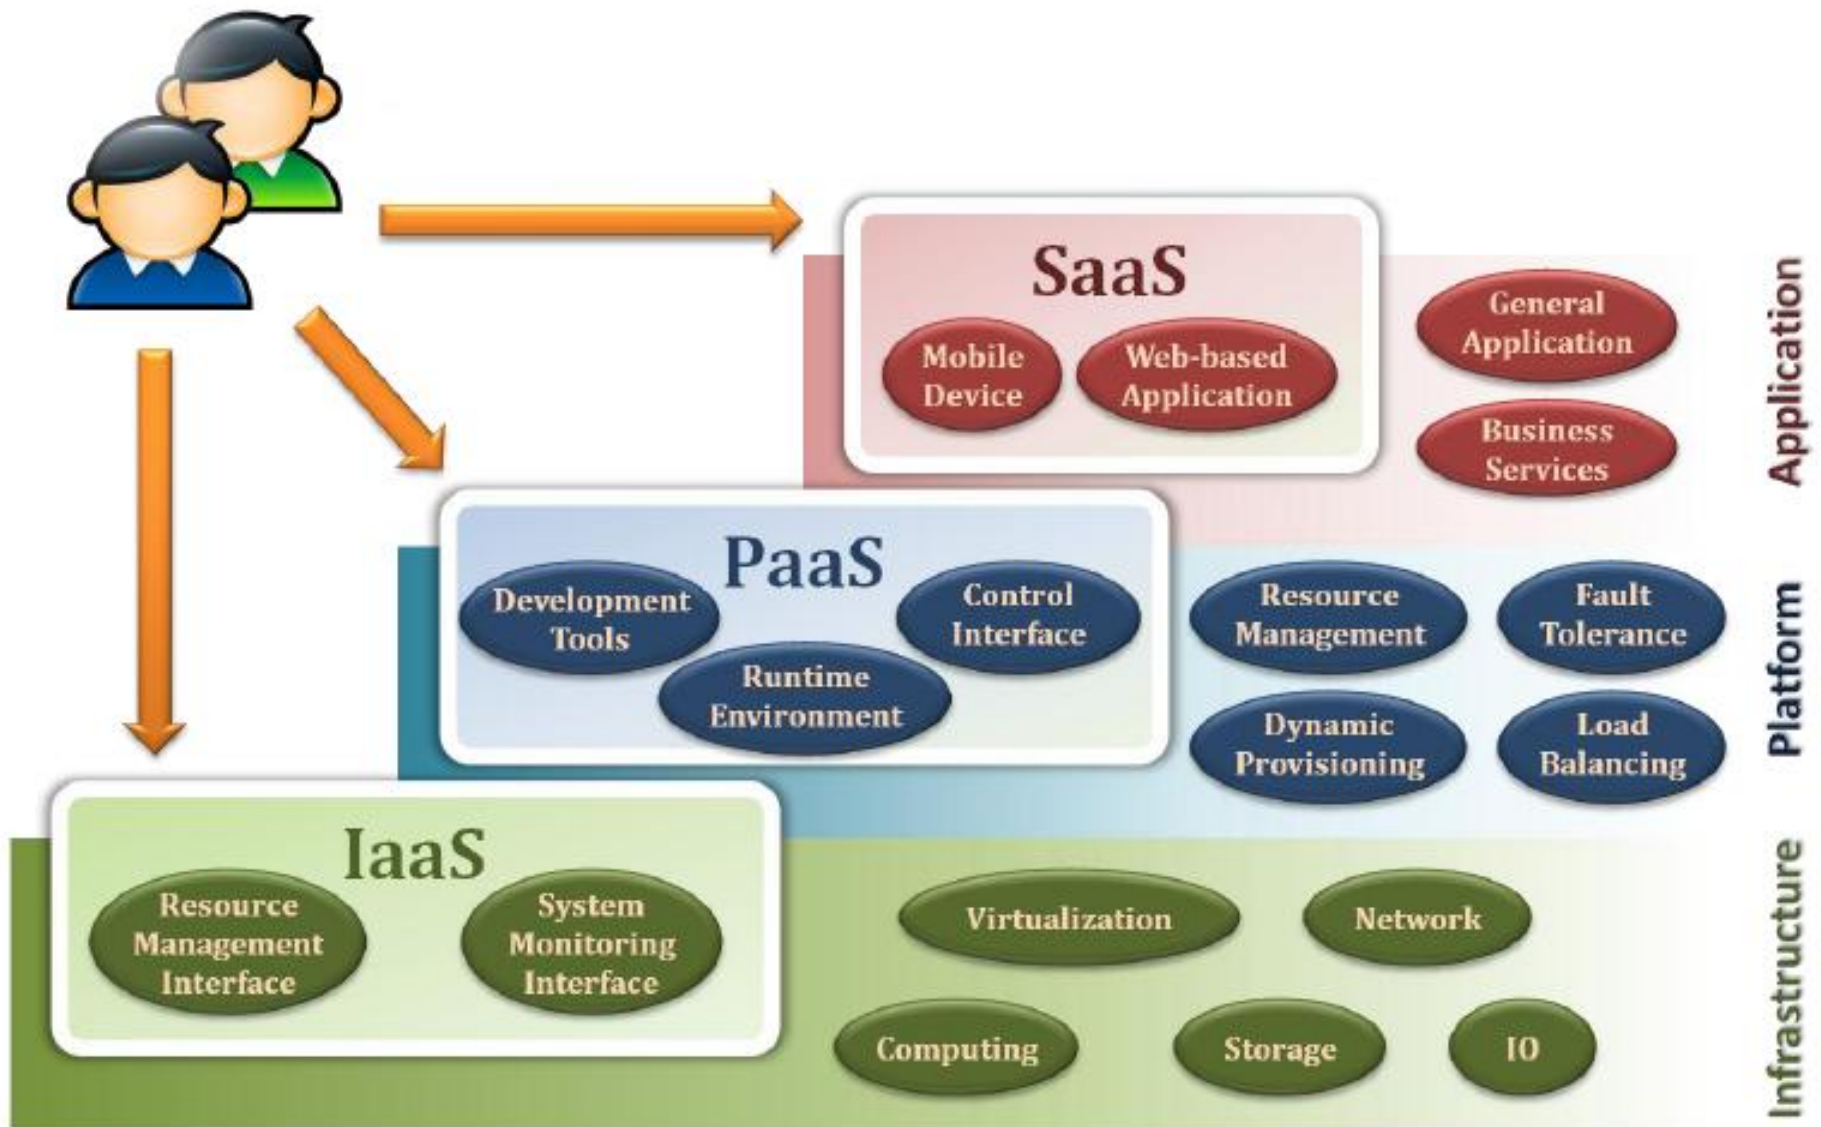 SaaS
Mobile
Device
Web-based
Application
General
Application
Business
Services
Application
PaaS
Development
Tools
Runtime
Environment
Control
Interface
Resource
Management
Fault
Tolerance
Dynamic
Provisioning
Load
Balancing
Platform
IaaS
Resource
Management
Interface
System
Monitoring
Interface
Virtualization
Network
Computing
Storage
IO
Infrastructure